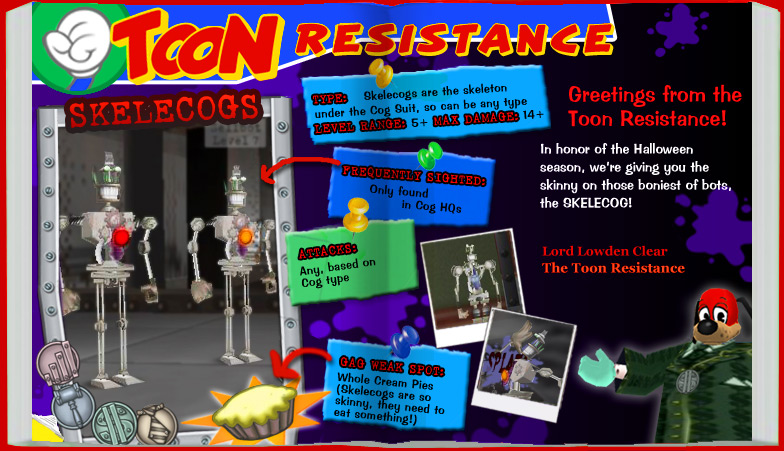 TOON RESISTANCE
SKELECOGS
Level 7
TYPE: Skelecogs are the skeleton
under the Cog Suit, so can be any type
LEVEL RANGE: 5+ MAX DAMAGE: 14+
FREQUENTLY SIGHTED:
Only found
in Cog HQs
ATTACKS:
Any, based on
Cog type
GAG WEAK SPOT:
Whole Cream Pies
(Skelecogs are so
skinny, they need to
eat something!)
Greetings from the
Toon Resistance!
In honor of the Halloween
season, we're giving you the
skinny on those boniest of bots,
the SKELECOG!
Lord Lowden Clear
The Toon Resistance